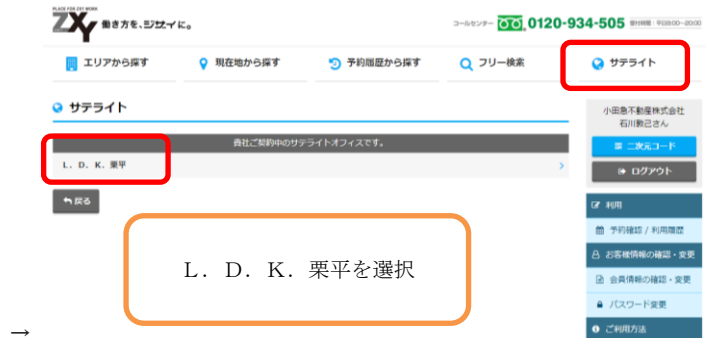 PLACE FOR ZXY WORK
ZXY 働き方を、ジザイに。
コールセンター 0120-934-505 受付時間:平日8:00~20:00
エリアから探す 現在地から探す 予約履歴から探す フリー検索 サテライト
サテライト
貴社ご契約中のサテライトオフィスです。
L. D. K. 栗平
戻る
L. D. K. 栗平を選択
→
小田急不動産株式会社
石川敦己さん
二次元コード
ログアウト
利用
予約確認 / 利用履歴
お客様情報の確認・変更
会員情報の確認・変更
パスワード変更
ご利用方法